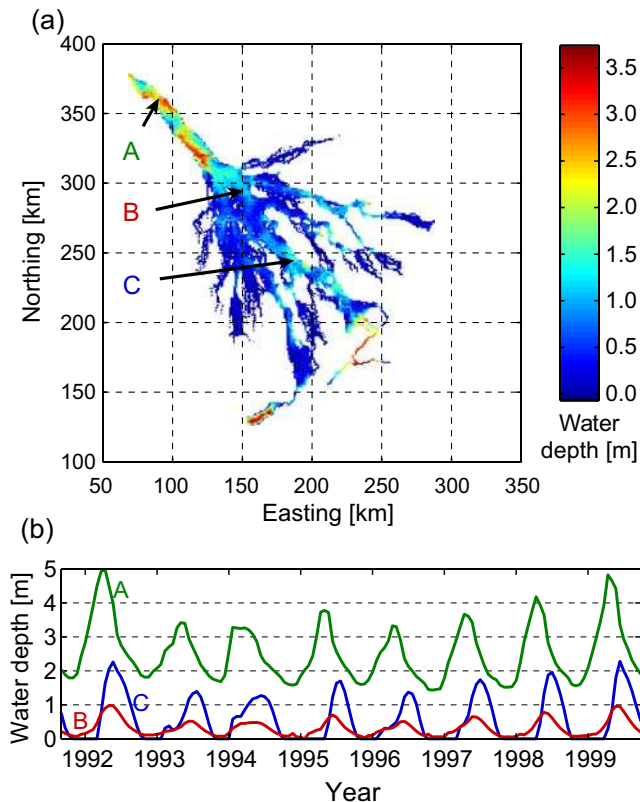 (a)
400
350
300
250
200
150
100
Northing [km]
50 100 150 200 250 300 350
Easting [km]
A
B
C
3.5
3.0
2.5
2.0
1.5
1.0
0.5
0.0
Water
depth [m]
(b)
5
4
3
2
1
0
Water depth [m]
A
B
C
1992 1993 1994 1995 1996 1997 1998 1999
Year